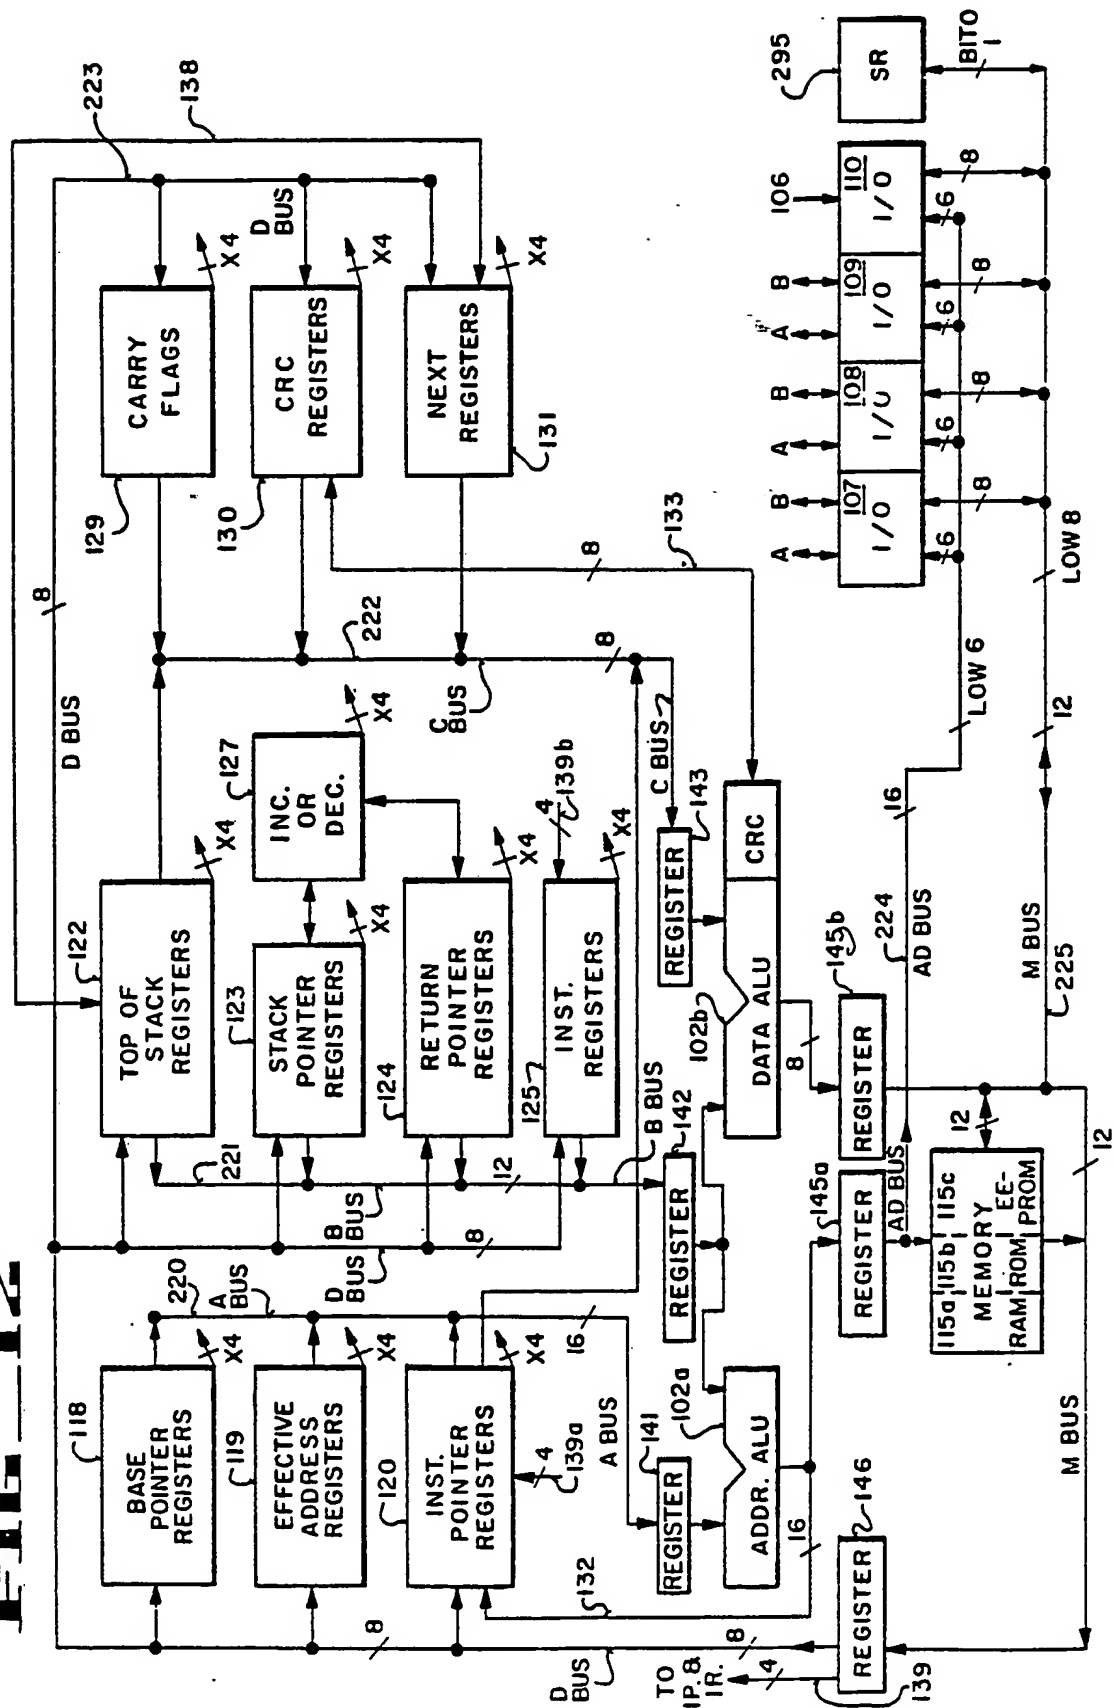 FIG. 12
118
BASE
POINTER
REGISTERS
X4
119
EFFECTIVE
ADDRESS
REGISTERS
X4
120
INST.
POINTER
REGISTERS
X4
4
139a
220
A
BUS
16
A BUS
141
REGISTER
102a
ADDR. ALU
132
16
D
BUS
8
8
TO
IP. &
IR.
4
139
REGISTER
146
M BUS
12
D BUS
8
122
TOP OF
STACK
REGISTERS
X4
123
STACK
POINTER
REGISTERS
X4
127
INC.
OR
DEC.
X4
124
RETURN
POINTER
REGISTERS
X4
125
INST.
REGISTERS
X4
4
139b
221
B
BUS
12
B BUS
D
BUS
8
REGISTER
142
222
C
BUS
8
C BUS
REGISTER
143
102b
DATA ALU
CRC
8
133
8
REGISTER
145a
REGISTER
145b
AD BUS
115a
115b
115c
MEMORY
RAM
ROM
EE-
PROM
12
224
AD BUS
16
LOW 6
M BUS
225
12
LOW 8
223
138
129
CARRY
FLAGS
X4
D
BUS
130
CRC
REGISTERS
X4
131
NEXT
REGISTERS
X4
A
B
107
I/O
6
8
A
B
108
I/O
6
8
A
B
109
I/O
6
8
106
110
I/O
6
8
295
SR
BIT0
1